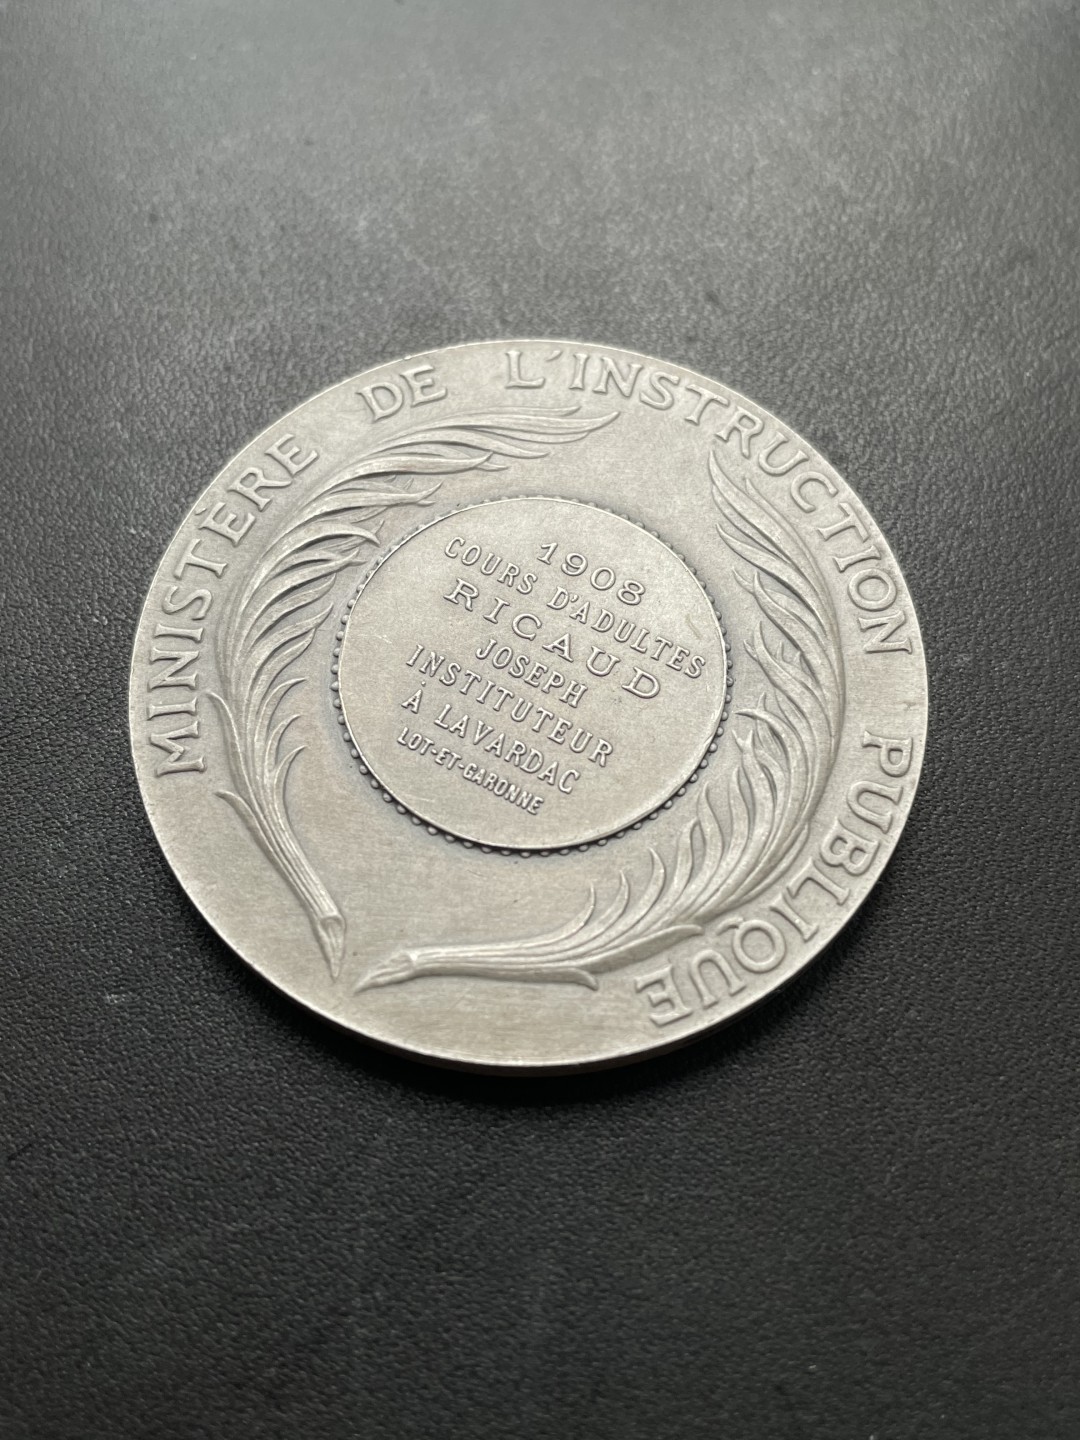 MINISTÈRE DE L'INSTRUCTION PUBLIQUE
1908
COURS D'ADULTES
RICAUD
JOSEPH
INSTITUTEUR
À LAVARDAC
LOT-ET-GARONNE